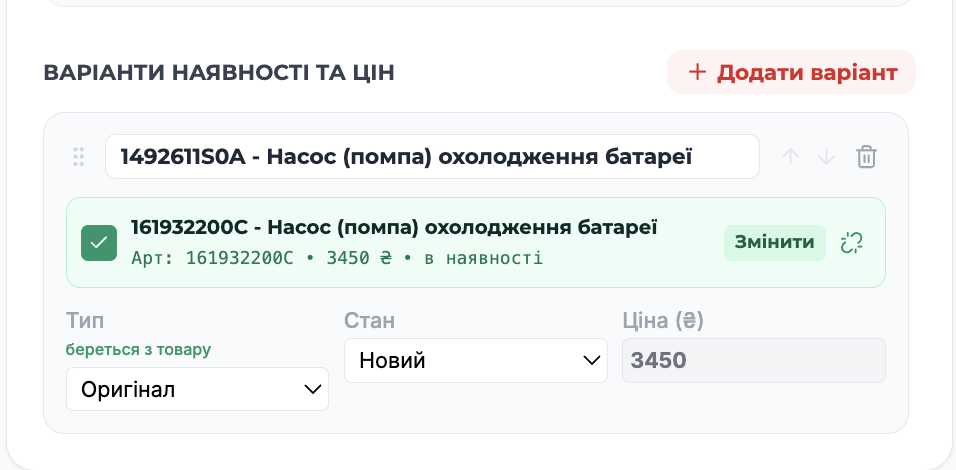 ВАРІАНТИ НАЯВНОСТІ ТА ЦІН
+ Додати варіант
1492611S0A - Насос (помпа) охолодження батареї
161932200C - Насос (помпа) охолодження батареї
Арт: 161932200C • 3450 ₴ • в наявності
Змінити
Тип
береться з товару
Оригінал
Стан
Новий
Ціна (₴)
3450